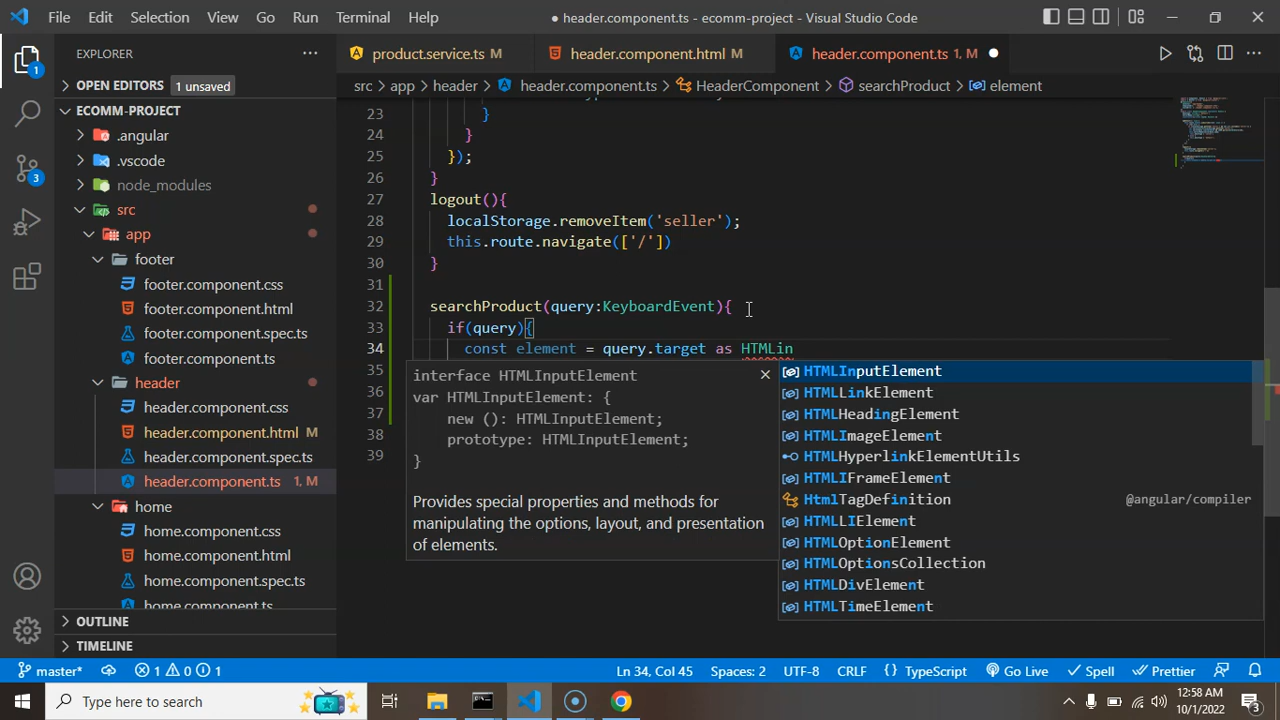 File Edit Selection View Go Run Terminal Help
● header.component.ts - ecomm-project - Visual Studio Code
EXPLORER
OPEN EDITORS 1 unsaved
ECOMM-PROJECT
.angular
.vscode
node_modules
src
app
footer
footer.component.css
footer.component.html
footer.component.spec.ts
footer.component.ts
header
header.component.css
header.component.html M
header.component.spec.ts
header.component.ts 1, M
home
home.component.css
home.component.html
home.component.spec.ts
home.component.ts
OUTLINE
TIMELINE
1
3
product.service.ts M
header.component.html M
header.component.ts 1, M ●
src > app > header > header.component.ts > HeaderComponent > searchProduct > element
23 }
24 }
25 });
26 }
27 logout(){
28 localStorage.removeItem('seller');
29 this.route.navigate(['/'])
30 }
31
32 searchProduct(query:KeyboardEvent){
33 if(query){
34 const element = query.target as HTMLin
35
36
37
38
39
interface HTMLInputElement
var HTMLInputElement: {
new (): HTMLInputElement;
prototype: HTMLInputElement;
}
Provides special properties and methods for
manipulating the options, layout, and presentation
of elements.
HTMLInputElement
HTMLLinkElement
HTMLHeadingElement
HTMLImageElement
HTMLHyperlinkElementUtils
HTMLIFrameElement
HtmlTagDefinition @angular/compiler
HTMLLIElement
HTMLOptionElement
HTMLOptionsCollection
HTMLDivElement
HTMLTimeElement
master* 1 0 1 Ln 34, Col 45 Spaces: 2 UTF-8 CRLF {} TypeScript Go Live Spell Prettier
Type here to search
12:58 AM
10/1/2022
3